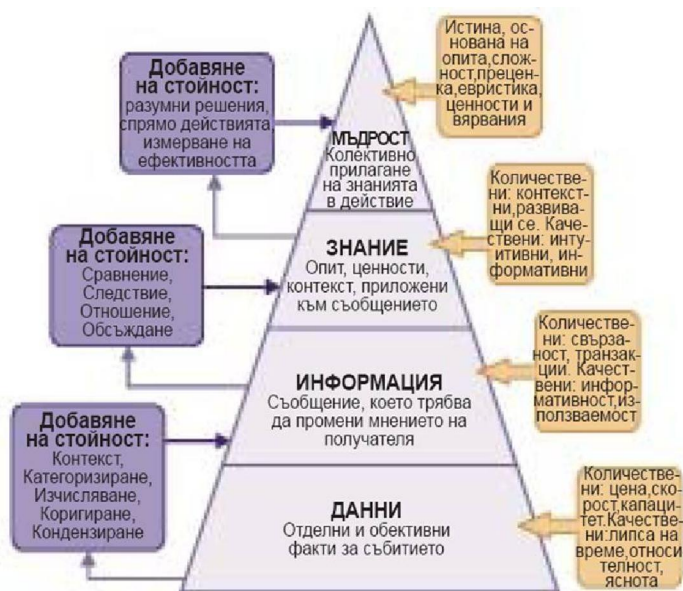 Истина, ос-
нована на
опита,слож-
ност,прецен-
ка,евристика,
ценности и
вярвания
Добавяне
на стойност:
разумни решения,
спрямо действията,
измерване на
ефективността
МЪДРОСТ
Колективно
прилагане
на знанията
в действие
Количестве-
ни: контекст-
ни,развива-
щи се. Каче-
ствени: инту-
итивни, ин-
формативни
Добавяне
на стойност:
Сравнение,
Следствие,
Отношение,
Обсъждане
ЗНАНИЕ
Опит, ценности,
контекст, приложени
към съобщението
Количестве-
ни: свърза-
ност, транзак-
ции. Качест-
вени: инфор-
мативност,из-
ползваемост
ИНФОРМАЦИЯ
Съобщение, което трябва
да промени мнението на
получателя
Добавяне
на стойност:
Контекст,
Категоризиране,
Изчисляване,
Коригиране,
Кондензиране
Количестве-
ни: цена,ско-
рост,капаци-
тет.Качестве-
ни:липса на
време,относи
телност,
яснота
ДАННИ
Отделни и обективни
факти за събитието